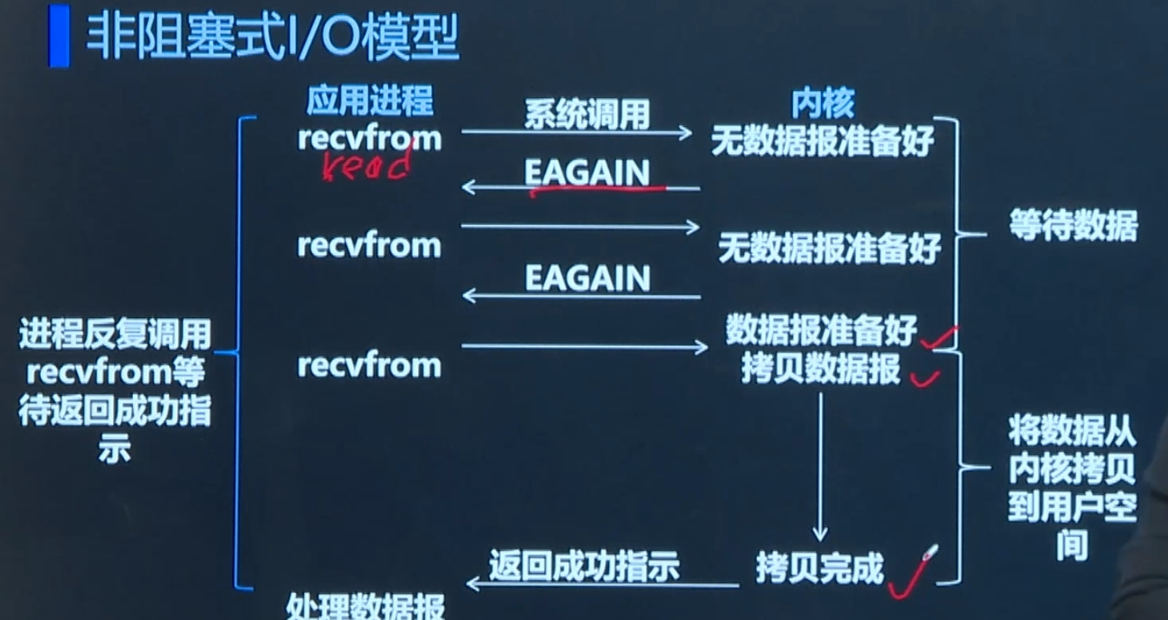 非阻塞式I/O模型
应用进程
系统调用
内核
recvfrom
无数据报准备好
read
EAGAIN
等待数据
recvfrom
无数据报准备好
EAGAIN
数据报准备好
进程反复调用
recvfrom等
待返回成功指
示
recvfrom
拷贝数据报
将数据从
内核拷贝
到用户空
间
返回成功指示
拷贝完成
处理数据报